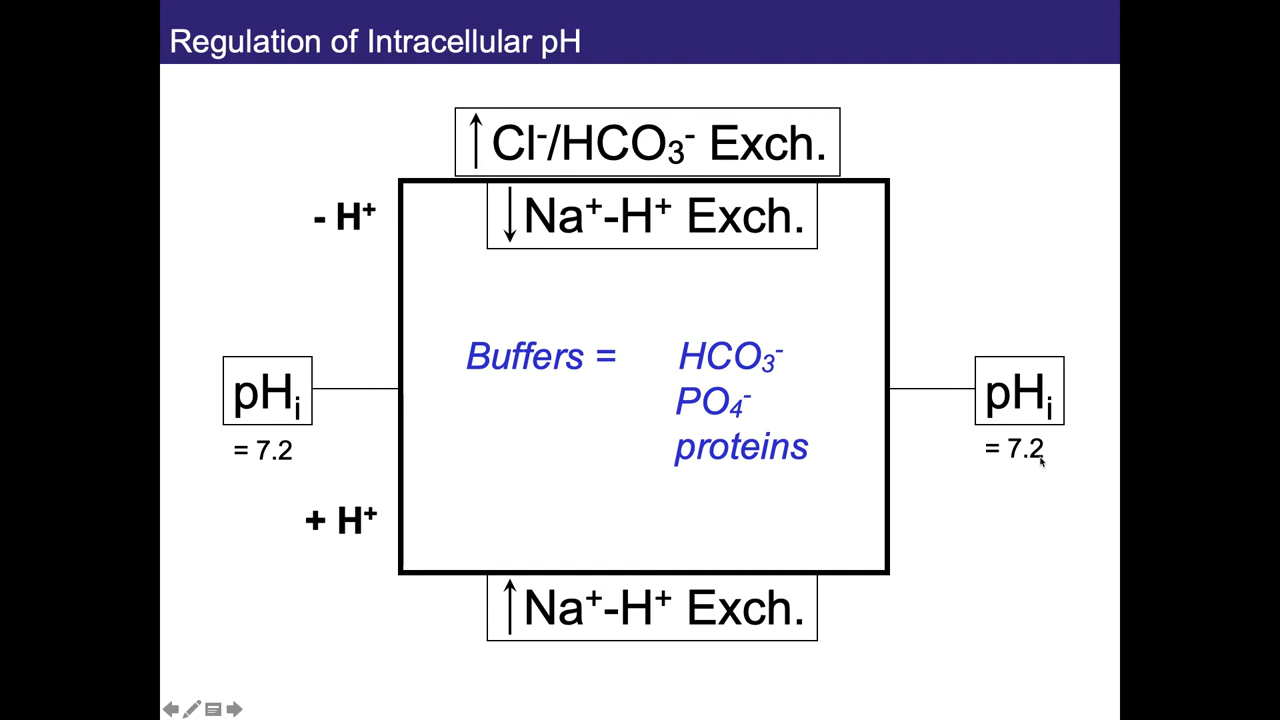 Regulation of Intracellular pH
↑ Cl⁻/HCO₃⁻ Exch.
- H⁺
↓ Na⁺-H⁺ Exch.
Buffers = HCO₃⁻
PO₄⁻
proteins
pHᵢ
= 7.2
pHᵢ
= 7.2
+ H⁺
↑ Na⁺-H⁺ Exch.